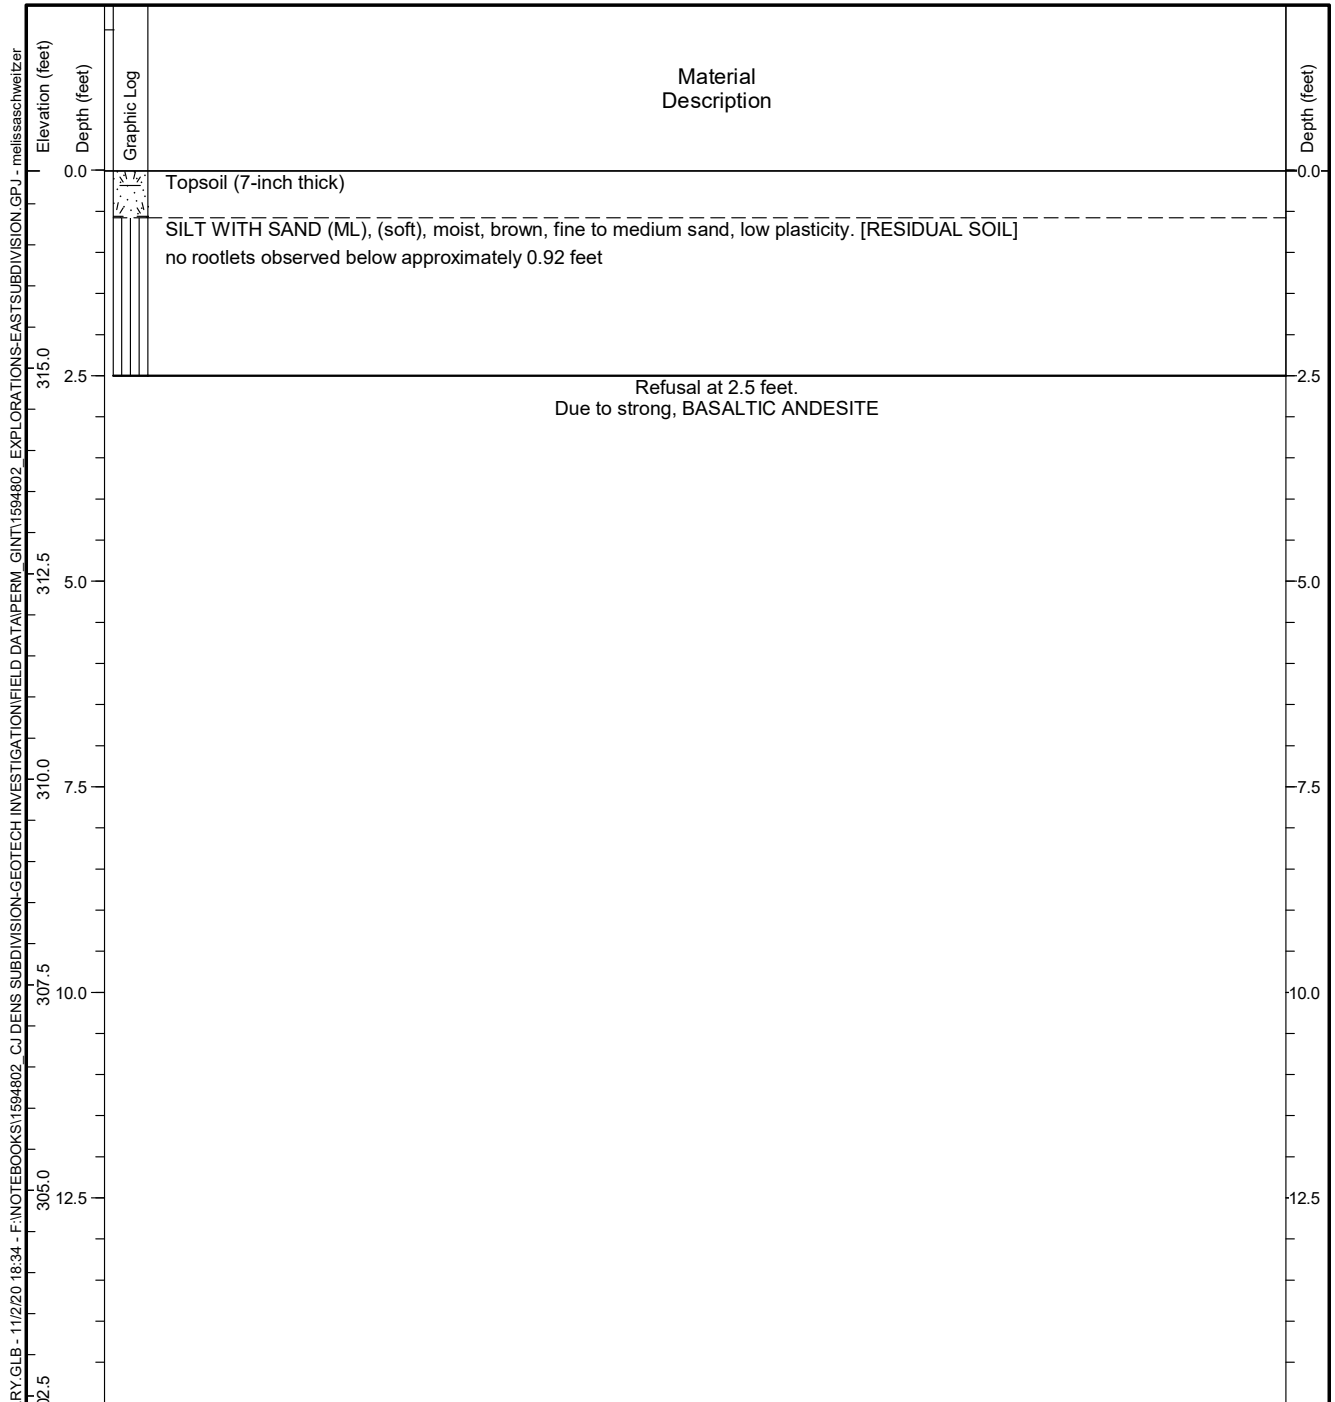 RY.GLB - 11/2/20 18:34 - F:\NOTEBOOKS\1594802_CJ DENS SUBDIVISION-GEOTECH INVESTIGATION\FIELD DATA\PERM_GINT\1594802_EXPLORATIONS-EASTSUBDIVISION.GPJ - melissaschweitzer
Elevation (feet)
Depth (feet)
Graphic Log
Material
Description
Depth (feet)
0.0
Topsoil (7-inch thick)
0.0
SILT WITH SAND (ML), (soft), moist, brown, fine to medium sand, low plasticity. [RESIDUAL SOIL]
no rootlets observed below approximately 0.92 feet
315.0
2.5
2.5
Refusal at 2.5 feet.
Due to strong, BASALTIC ANDESITE
312.5
5.0
5.0
310.0
7.5
7.5
307.5
10.0
10.0
305.0
12.5
12.5
02.5